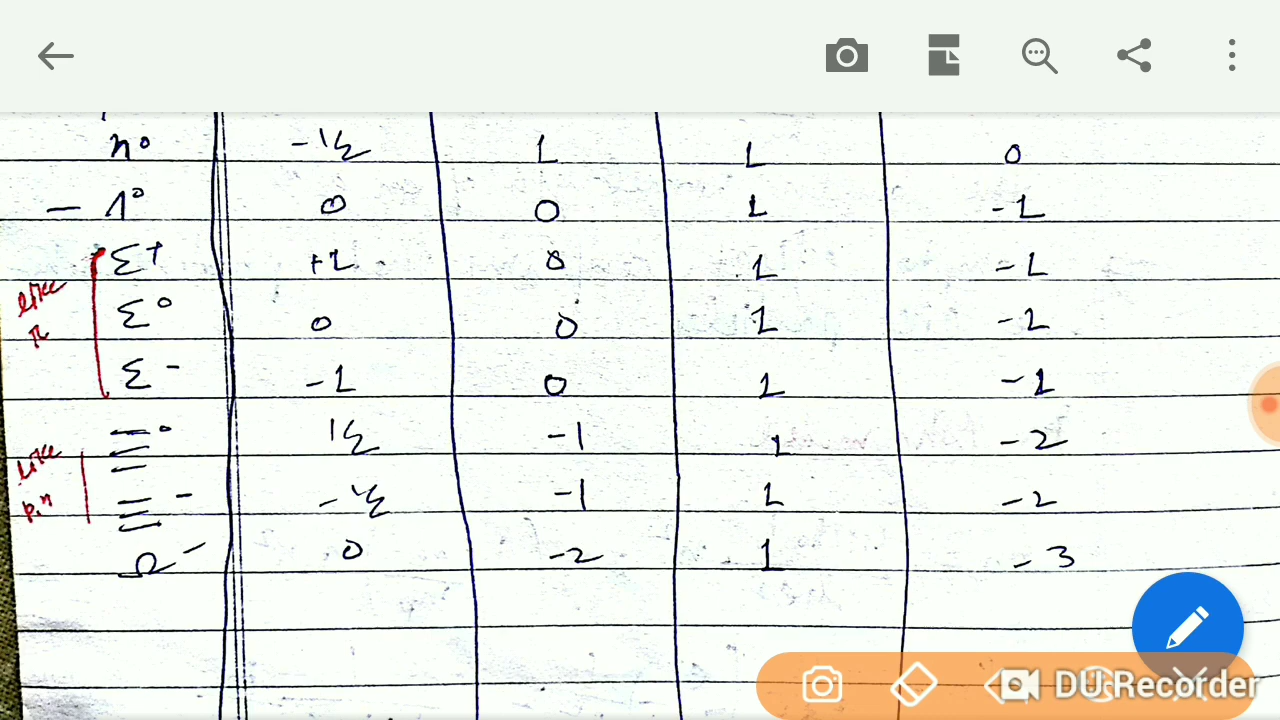 n° -1/2 1 1 0
– Λ° 0 0 1 -1
Σ+ +1 0 1 -1
Σ° 0 0 1 -1
Σ- -1 0 1 -1
like π
Ξ° 1/2 -1 1 -2
Ξ- -1/2 -1 1 -2
like p, n
Ω- 0 -2 1 -3
DU Recorder